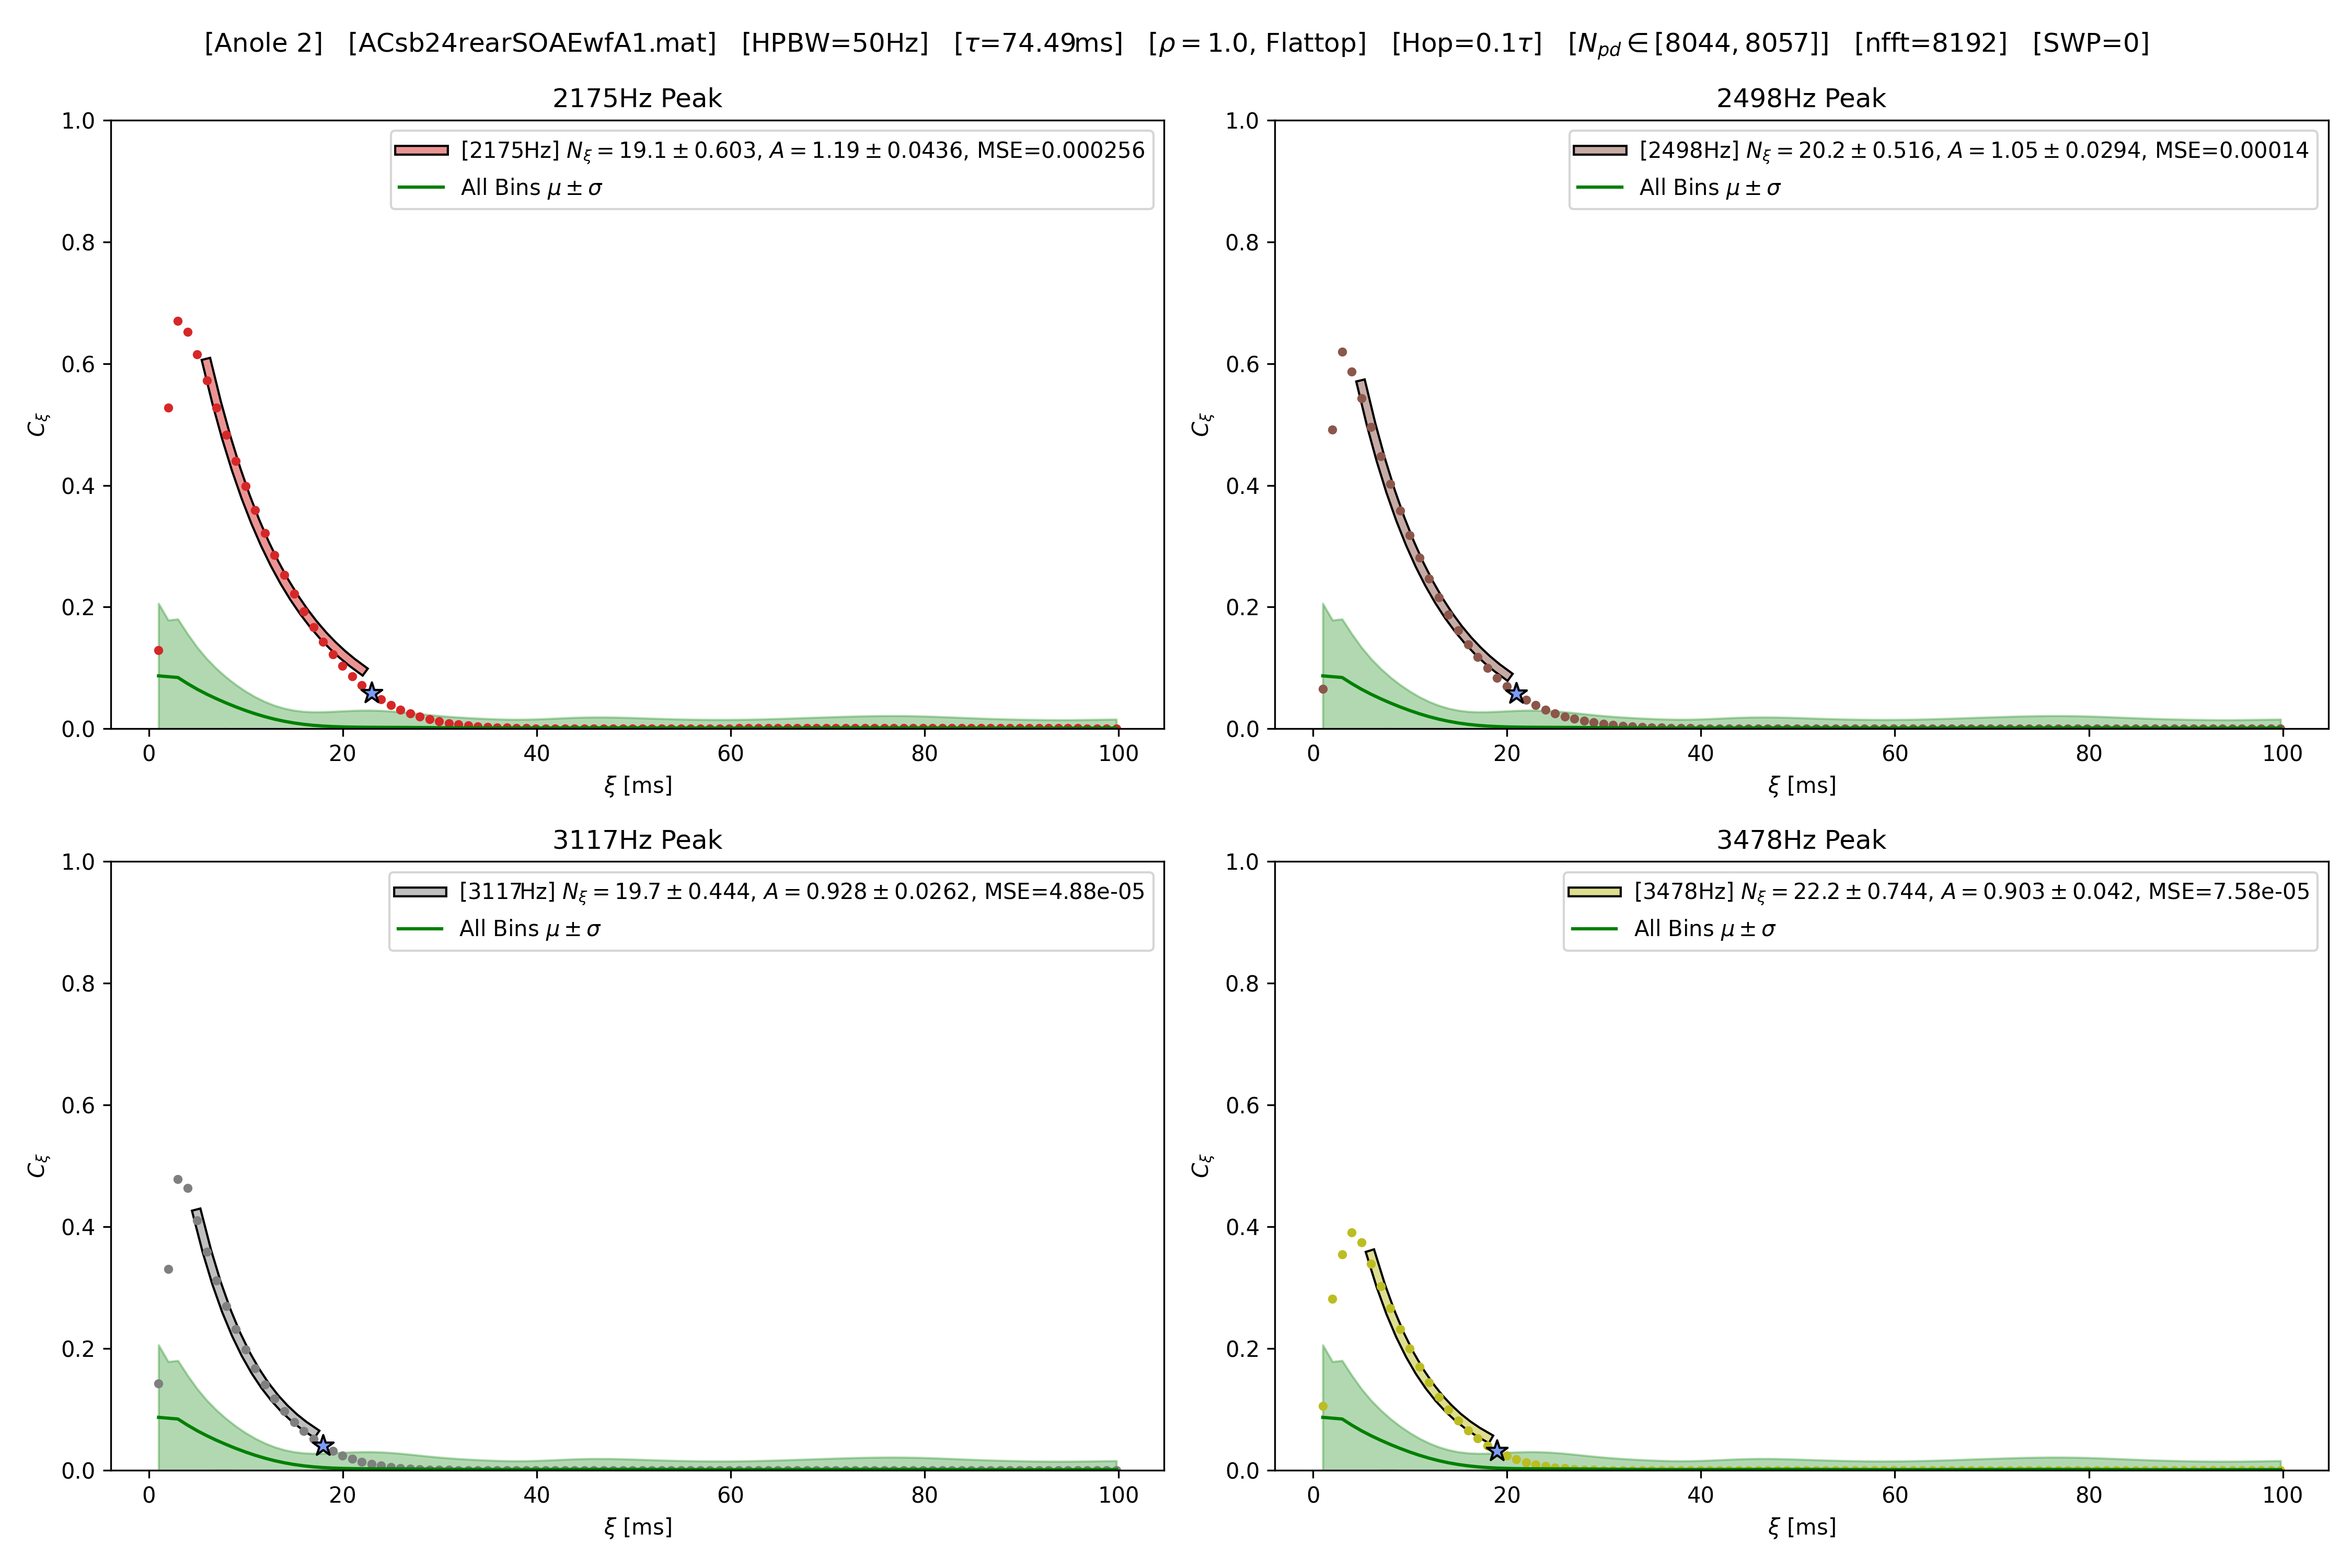 [Anole 2]   [ACsb24rearSOAEwfA1.mat]   [HPBW=50Hz]   [τ=74.49ms]   [ρ = 1.0, Flattop]   [Hop=0.1τ]   [N_pd ∈ [8044, 8057]]   [nfft=8192]   [SWP=0]
2175Hz Peak
[2175Hz] N_ξ = 19.1 ± 0.603, A = 1.19 ± 0.0436, MSE=0.000256
All Bins μ ± σ
1.0
0.8
0.6
0.4
0.2
0.0
C_ξ
0 20 40 60 80 100
ξ [ms]
2498Hz Peak
[2498Hz] N_ξ = 20.2 ± 0.516, A = 1.05 ± 0.0294, MSE=0.00014
All Bins μ ± σ
1.0
0.8
0.6
0.4
0.2
0.0
C_ξ
0 20 40 60 80 100
ξ [ms]
3117Hz Peak
[3117Hz] N_ξ = 19.7 ± 0.444, A = 0.928 ± 0.0262, MSE=4.88e-05
All Bins μ ± σ
1.0
0.8
0.6
0.4
0.2
0.0
C_ξ
0 20 40 60 80 100
ξ [ms]
3478Hz Peak
[3478Hz] N_ξ = 22.2 ± 0.744, A = 0.903 ± 0.042, MSE=7.58e-05
All Bins μ ± σ
1.0
0.8
0.6
0.4
0.2
0.0
C_ξ
0 20 40 60 80 100
ξ [ms]